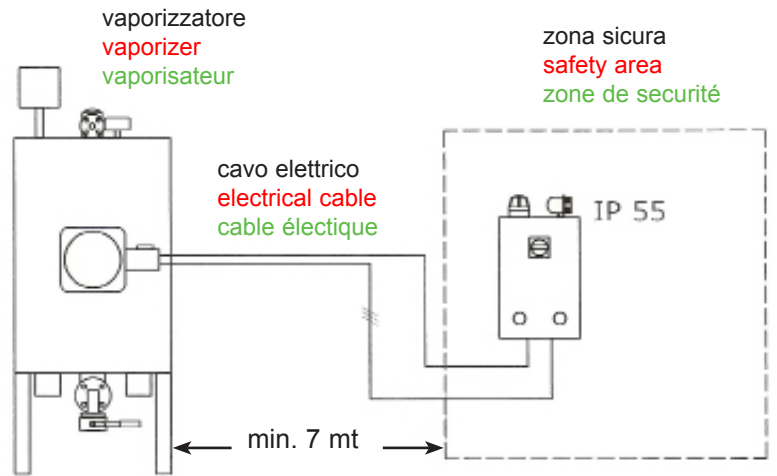 vaporizzatore
vaporizer
vaporisateur
zona sicura
safety area
zone de securité
cavo elettrico
electrical cable
cable électique
IP 55
min. 7 mt